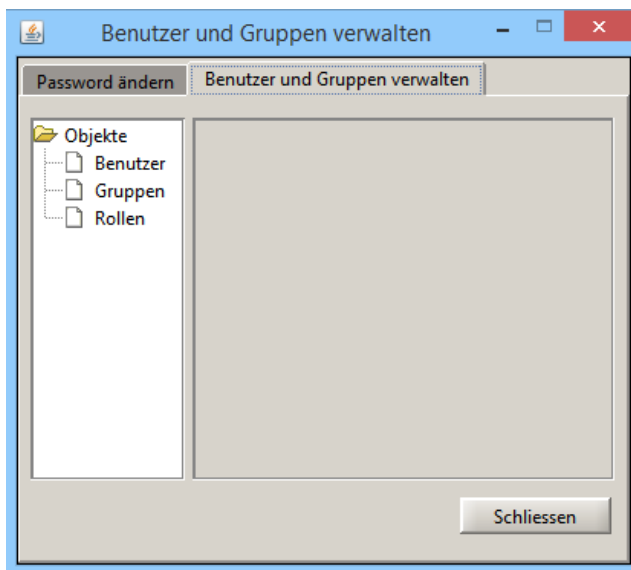 Benutzer und Gruppen verwalten
Password ändern Benutzer und Gruppen verwalten
Objekte
Benutzer
Gruppen
Rollen
Schliessen